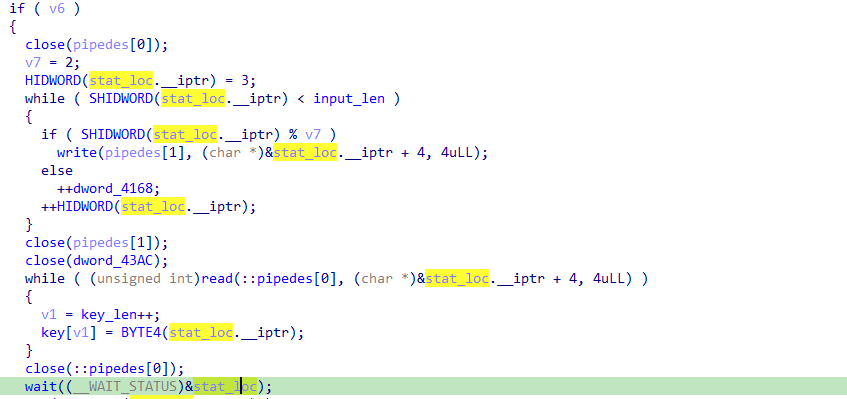 if ( v6 )
{
  close(pipedes[0]);
  v7 = 2;
  HIDWORD(stat_loc.__iptr) = 3;
  while ( SHIDWORD(stat_loc.__iptr) < input_len )
  {
    if ( SHIDWORD(stat_loc.__iptr) % v7 )
      write(pipedes[1], (char *)&stat_loc.__iptr + 4, 4uLL);
    else
      ++dword_4168;
    ++HIDWORD(stat_loc.__iptr);
  }
  close(pipedes[1]);
  close(dword_43AC);
  while ( (unsigned int)read(::pipedes[0], (char *)&stat_loc.__iptr + 4, 4uLL) )
  {
    v1 = key_len++;
    key[v1] = BYTE4(stat_loc.__iptr);
  }
  close(::pipedes[0]);
  wait((__WAIT_STATUS)&stat_loc);